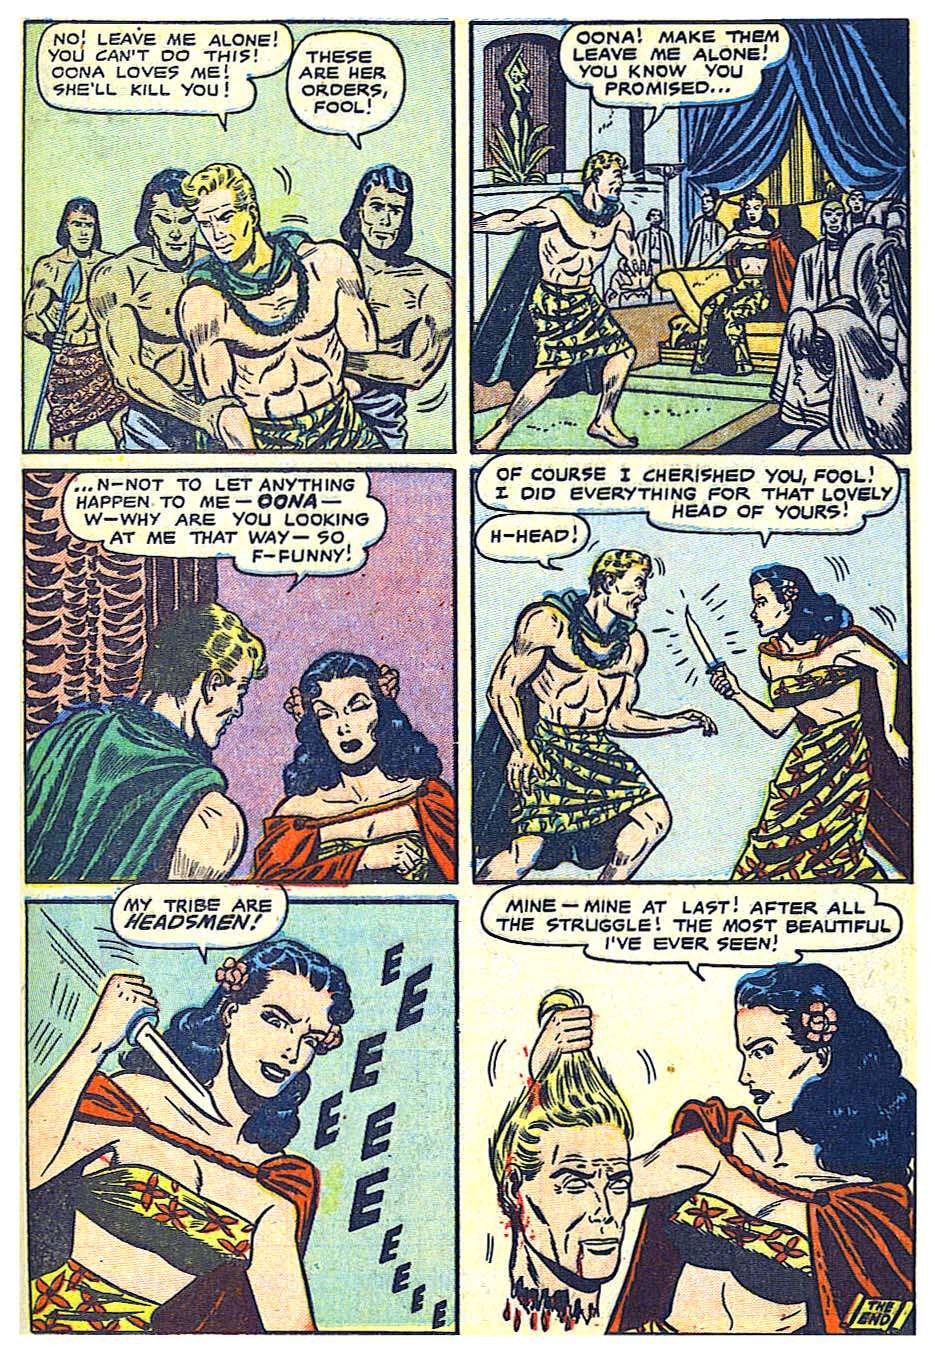 NO! LEAVE ME ALONE!
YOU CAN'T DO THIS!
OONA LOVES ME!
SHE'LL KILL YOU!
THESE
ARE HER
ORDERS,
FOOL!
OONA! MAKE THEM
LEAVE ME ALONE!
YOU KNOW YOU
PROMISED...
...N-NOT TO LET ANYTHING
HAPPEN TO ME — OONA —
W-WHY ARE YOU LOOKING
AT ME THAT WAY — SO
F-FUNNY!
OF COURSE I CHERISHED YOU, FOOL!
I DID EVERYTHING FOR THAT LOVELY
HEAD OF YOURS!
H-HEAD!
MY TRIBE ARE
HEADSMEN!
EEEEEEEEEE
MINE — MINE AT LAST! AFTER ALL
THE STRUGGLE! THE MOST BEAUTIFUL
I'VE EVER SEEN!
THE
END